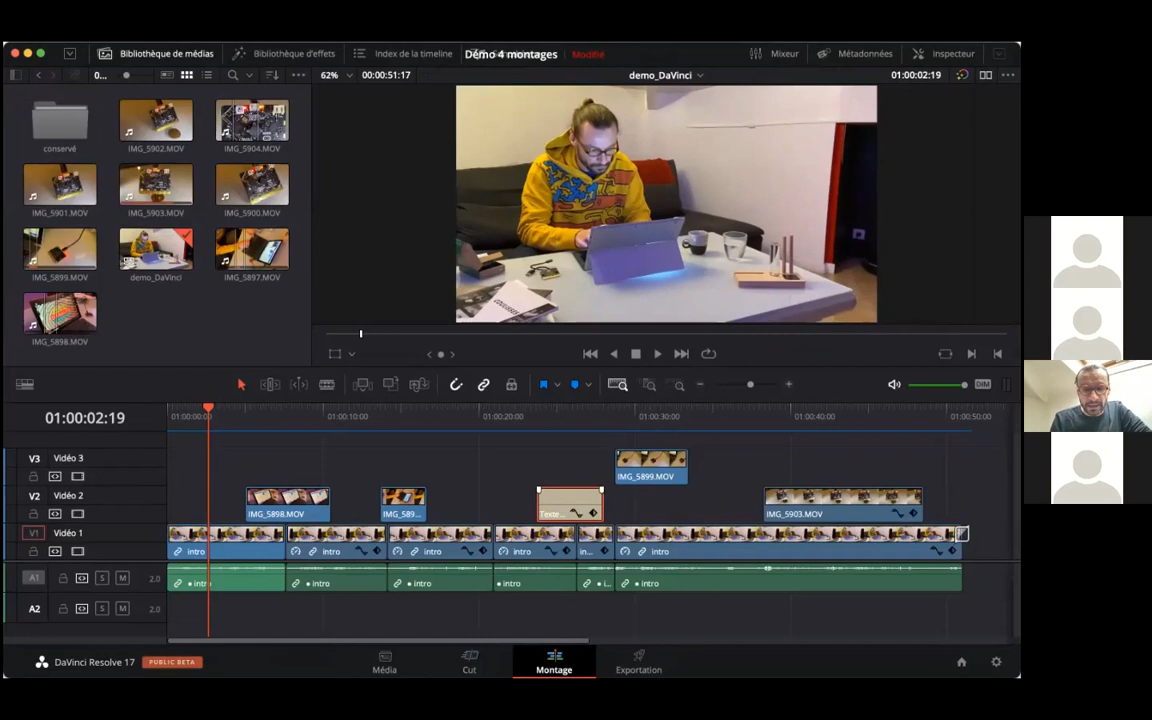 Bibliothèque de médias
Bibliothèque d'effets
Index de la timeline
Démo 4 montages
Modifié
Mixeur
Métadonnées
Inspecteur
0...
62%
00:00:51:17
demo_DaVinci
01:00:02:19
conservé
IMG_5902.MOV
IMG_5904.MOV
IMG_5901.MOV
IMG_5903.MOV
IMG_5900.MOV
IMG_5899.MOV
demo_DaVinci
IMG_5897.MOV
IMG_5898.MOV
DIM
01:00:02:19
01:00:00:00
01:00:10:00
01:00:20:00
01:00:30:00
01:00:40:00
01:00:50:00
V3 Vidéo 3
IMG_5899.MOV
V2 Vidéo 2
IMG_5898.MOV
IMG_589...
Texte...
IMG_5903.MOV
V1 Vidéo 1
intro
intro
intro
intro
in...
intro
A1 S M 2.0
intro
intro
intro
intro
i...
intro
A2 S M 2.0
DaVinci Resolve 17
PUBLIC BETA
Média
Cut
Montage
Exportation